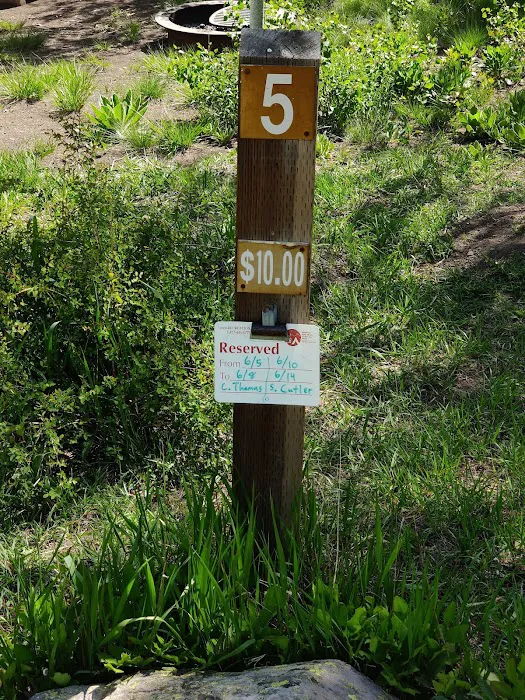 5
$10.00
Reserved
From 6/5 | 6/10
To 6/8 | 6/14
C. Thomas | S. Cutler